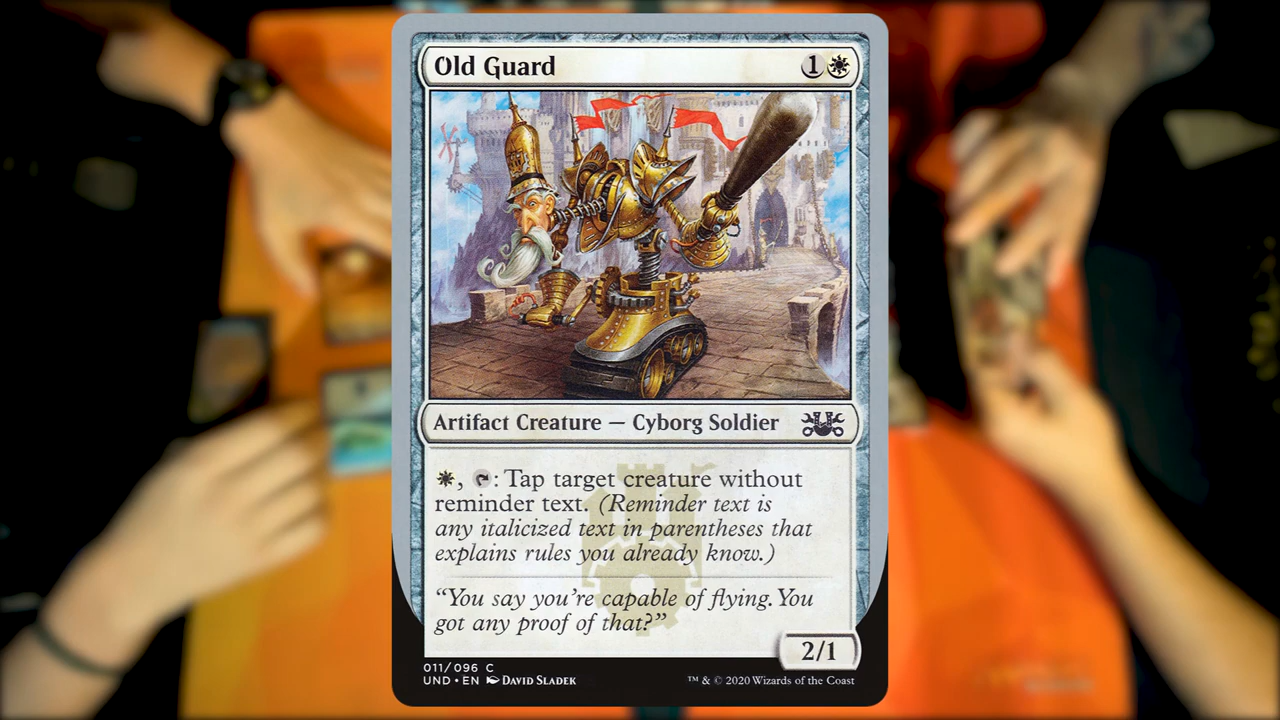 Old Guard 1
Artifact Creature — Cyborg Soldier
, : Tap target creature without
reminder text. (Reminder text is
any italicized text in parentheses that
explains rules you already know.)
“You say you’re capable of flying. You
got any proof of that?”
2/1
011/096 C
UND • EN David Sladek
™ & © 2020 Wizards of the Coast